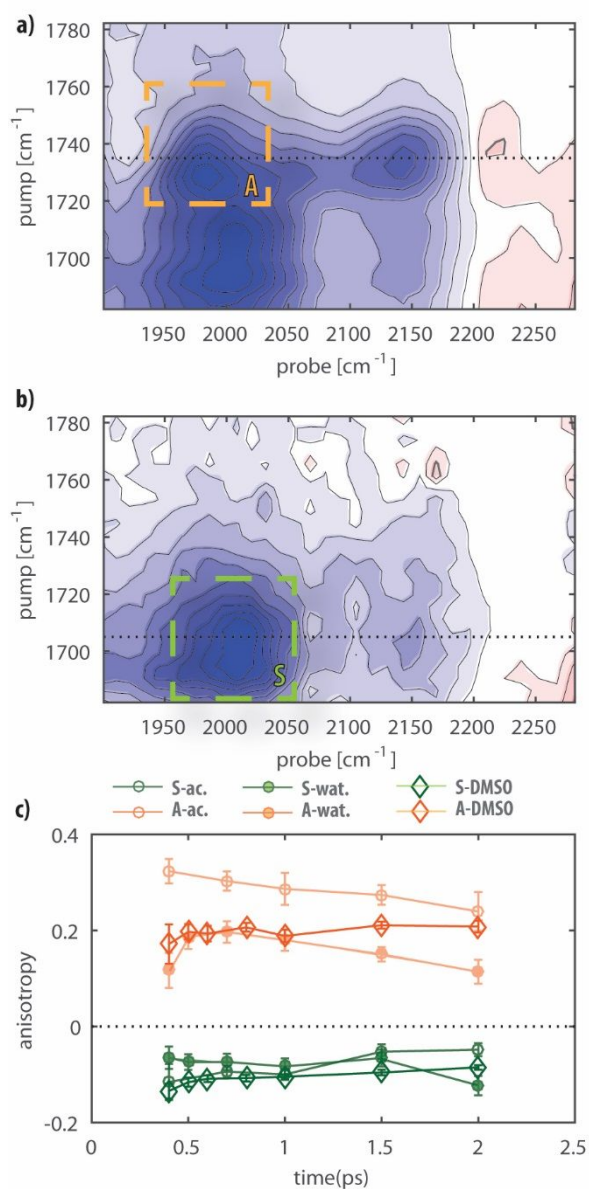 a)
1780
1760
1740
1720
1700
pump [cm⁻¹]
A
1950 2000 2050 2100 2150 2200 2250
probe [cm⁻¹]
b)
1780
1760
1740
1720
1700
pump [cm⁻¹]
S
1950 2000 2050 2100 2150 2200 2250
probe [cm⁻¹]
S-ac. S-wat. S-DMSO
A-ac. A-wat. A-DMSO
c)
0.4
0.2
0
-0.2
anisotropy
0 0.5 1 1.5 2 2.5
time(ps)